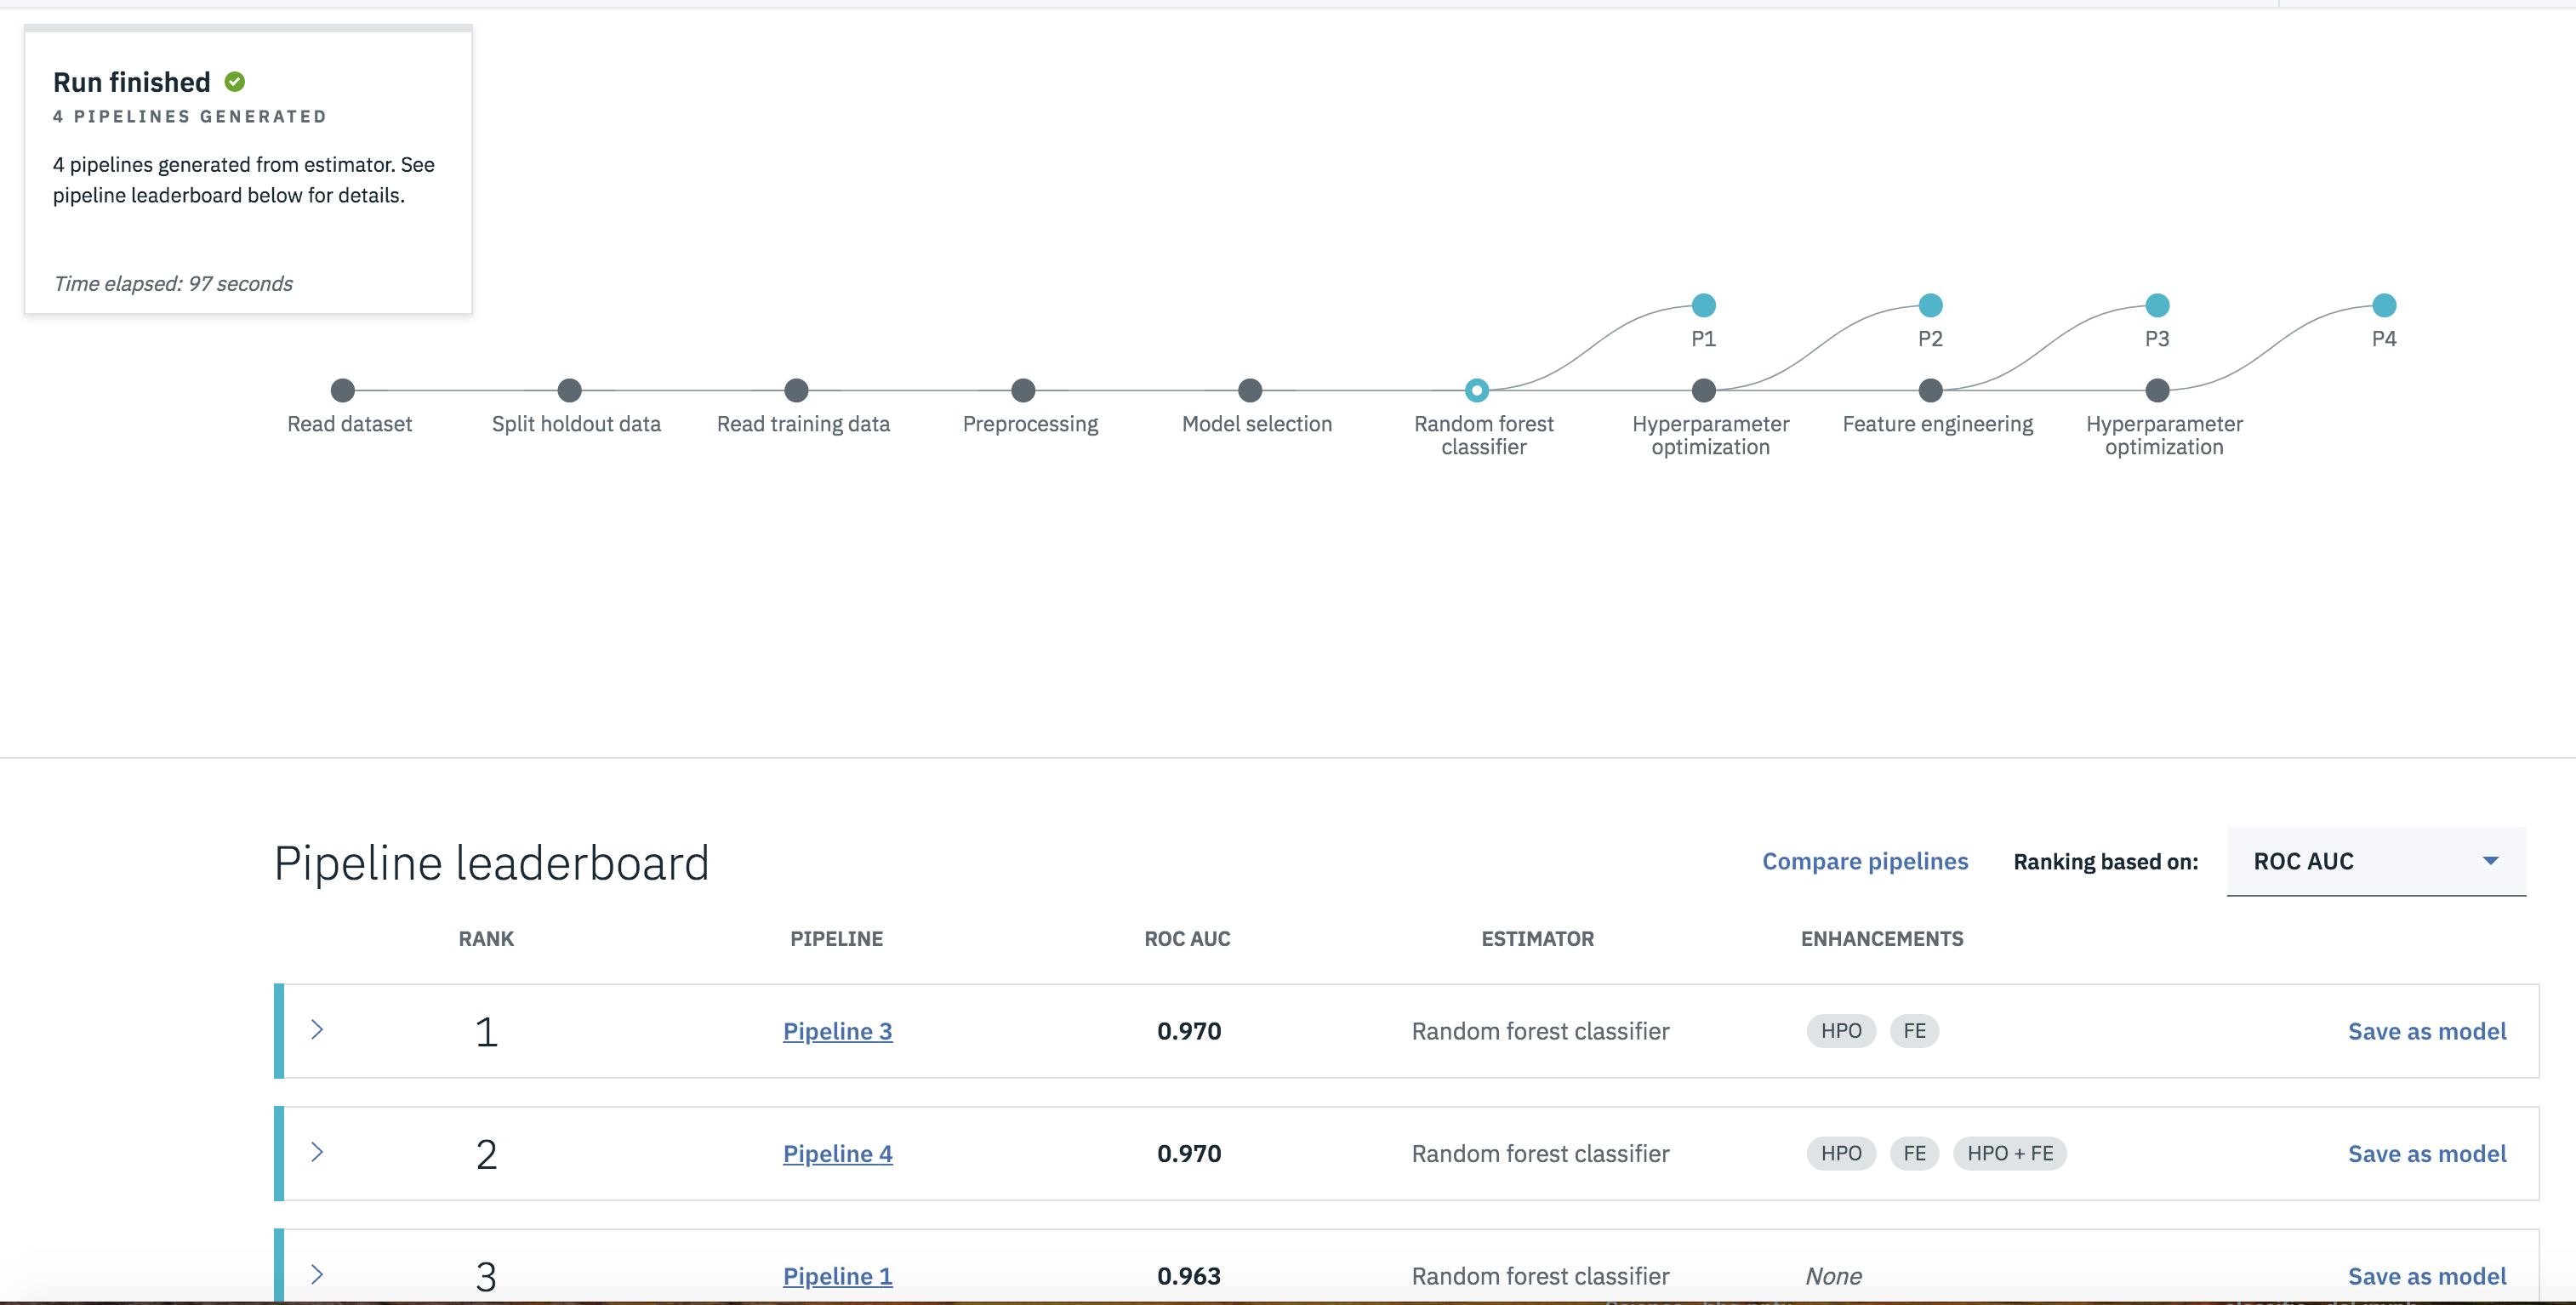 Run finished
4 PIPELINES GENERATED
4 pipelines generated from estimator. See
pipeline leaderboard below for details.
Time elapsed: 97 seconds
P1
P2
P3
P4
Read dataset
Split holdout data
Read training data
Preprocessing
Model selection
Random forest
classifier
Hyperparameter
optimization
Feature engineering
Hyperparameter
optimization
Pipeline leaderboard
Compare pipelines
Ranking based on:
ROC AUC
RANK PIPELINE ROC AUC ESTIMATOR ENHANCEMENTS
1 Pipeline 3 0.970 Random forest classifier HPO FE Save as model
2 Pipeline 4 0.970 Random forest classifier HPO FE HPO + FE Save as model
3 Pipeline 1 0.963 Random forest classifier None Save as model